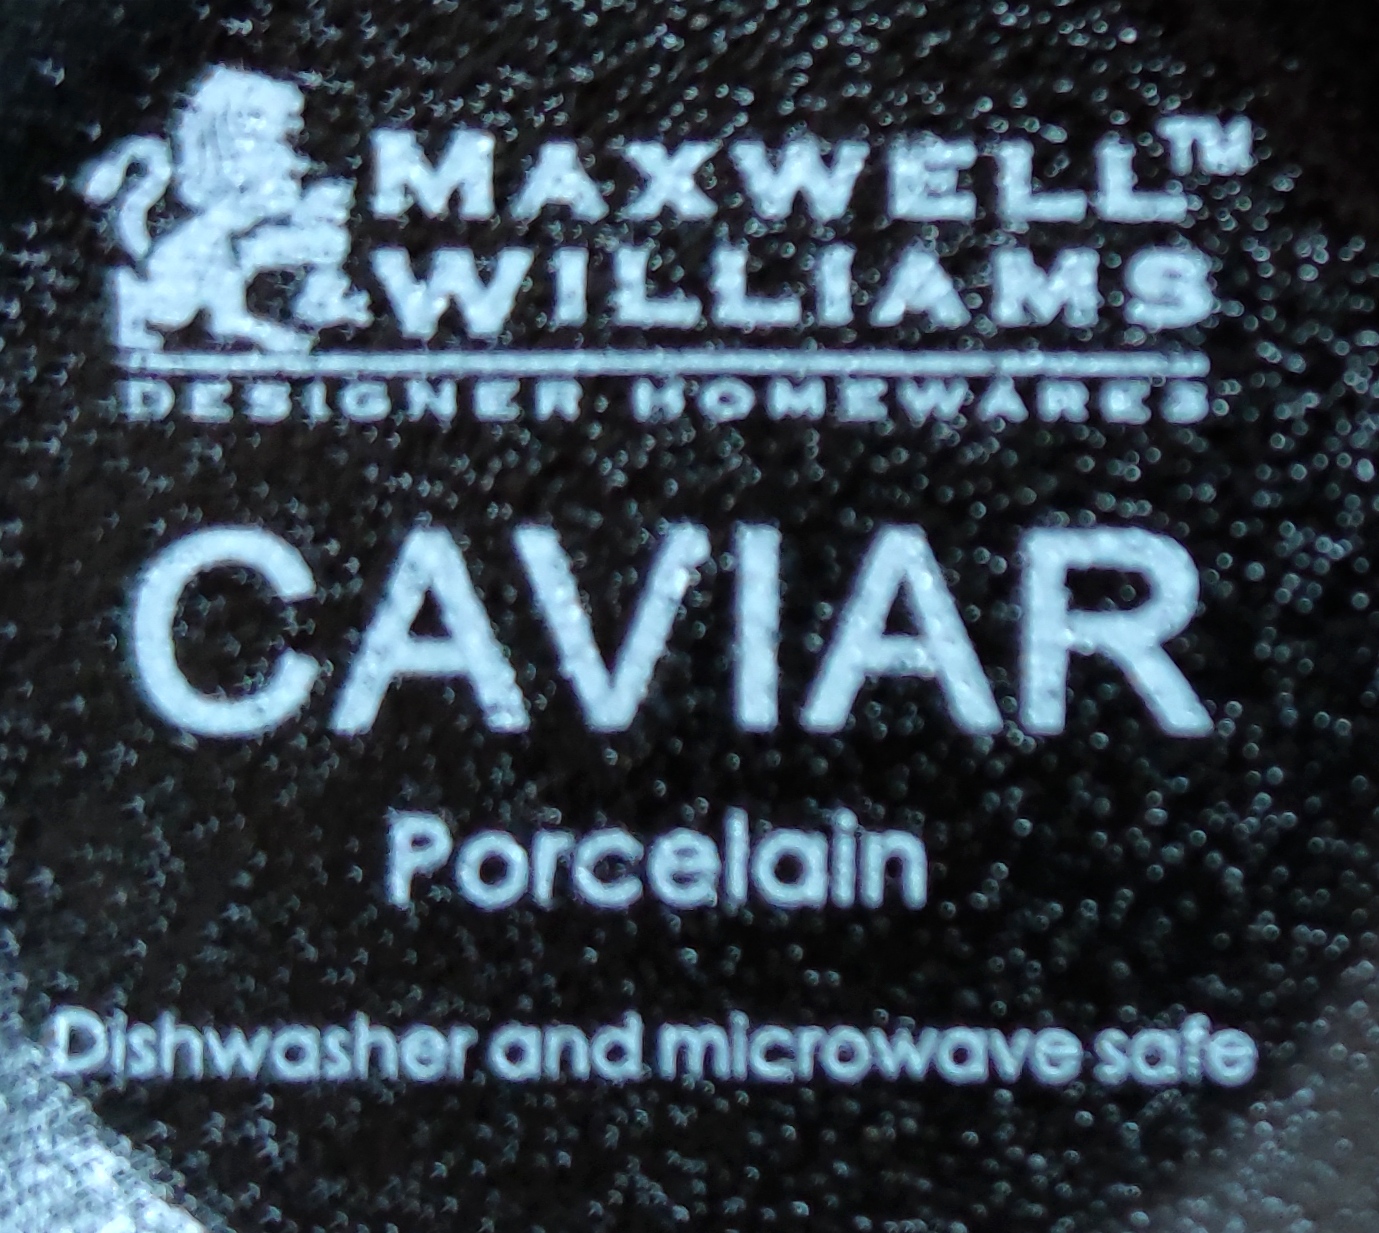 MAXWELL™
& WILLIAMS
DESIGNER HOMEWARES
CAVIAR
Porcelain
Dishwasher and microwave safe